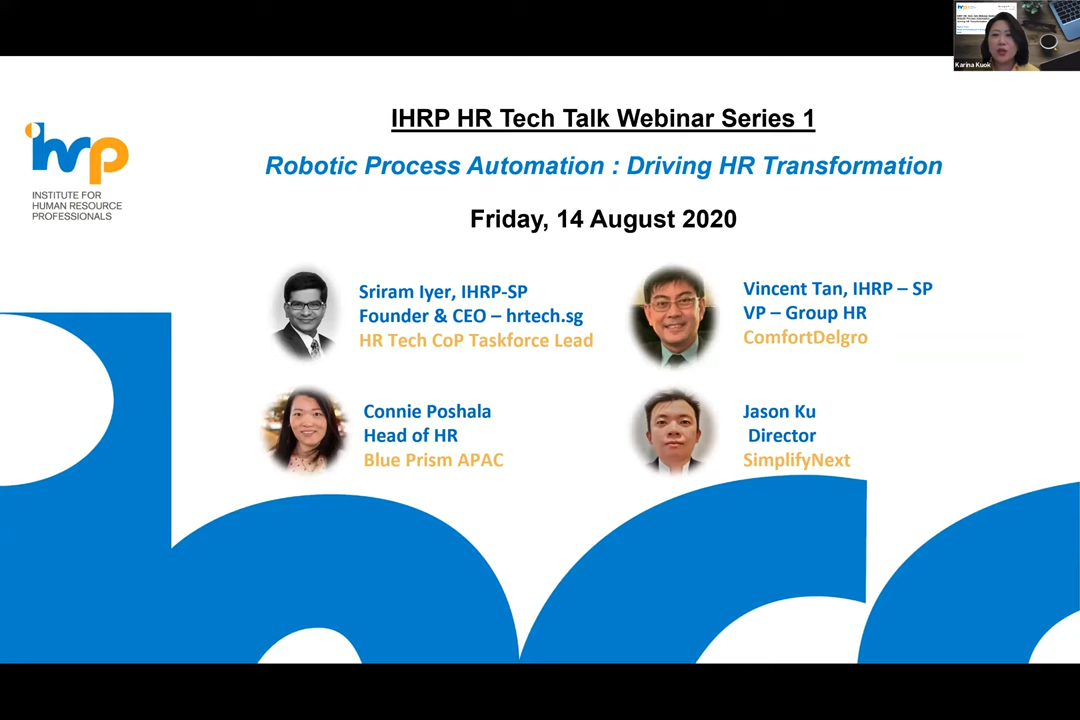 ihrp
INSTITUTE FOR
HUMAN RESOURCE
PROFESSIONALS
IHRP HR Tech Talk Webinar Series 1
Robotic Process Automation : Driving HR Transformation
Friday, 14 August 2020
Sriram Iyer, IHRP-SP
Founder & CEO – hrtech.sg
HR Tech CoP Taskforce Lead
Vincent Tan, IHRP – SP
VP – Group HR
ComfortDelgro
Connie Poshala
Head of HR
Blue Prism APAC
Jason Ku
Director
SimplifyNext
Karina Kuok